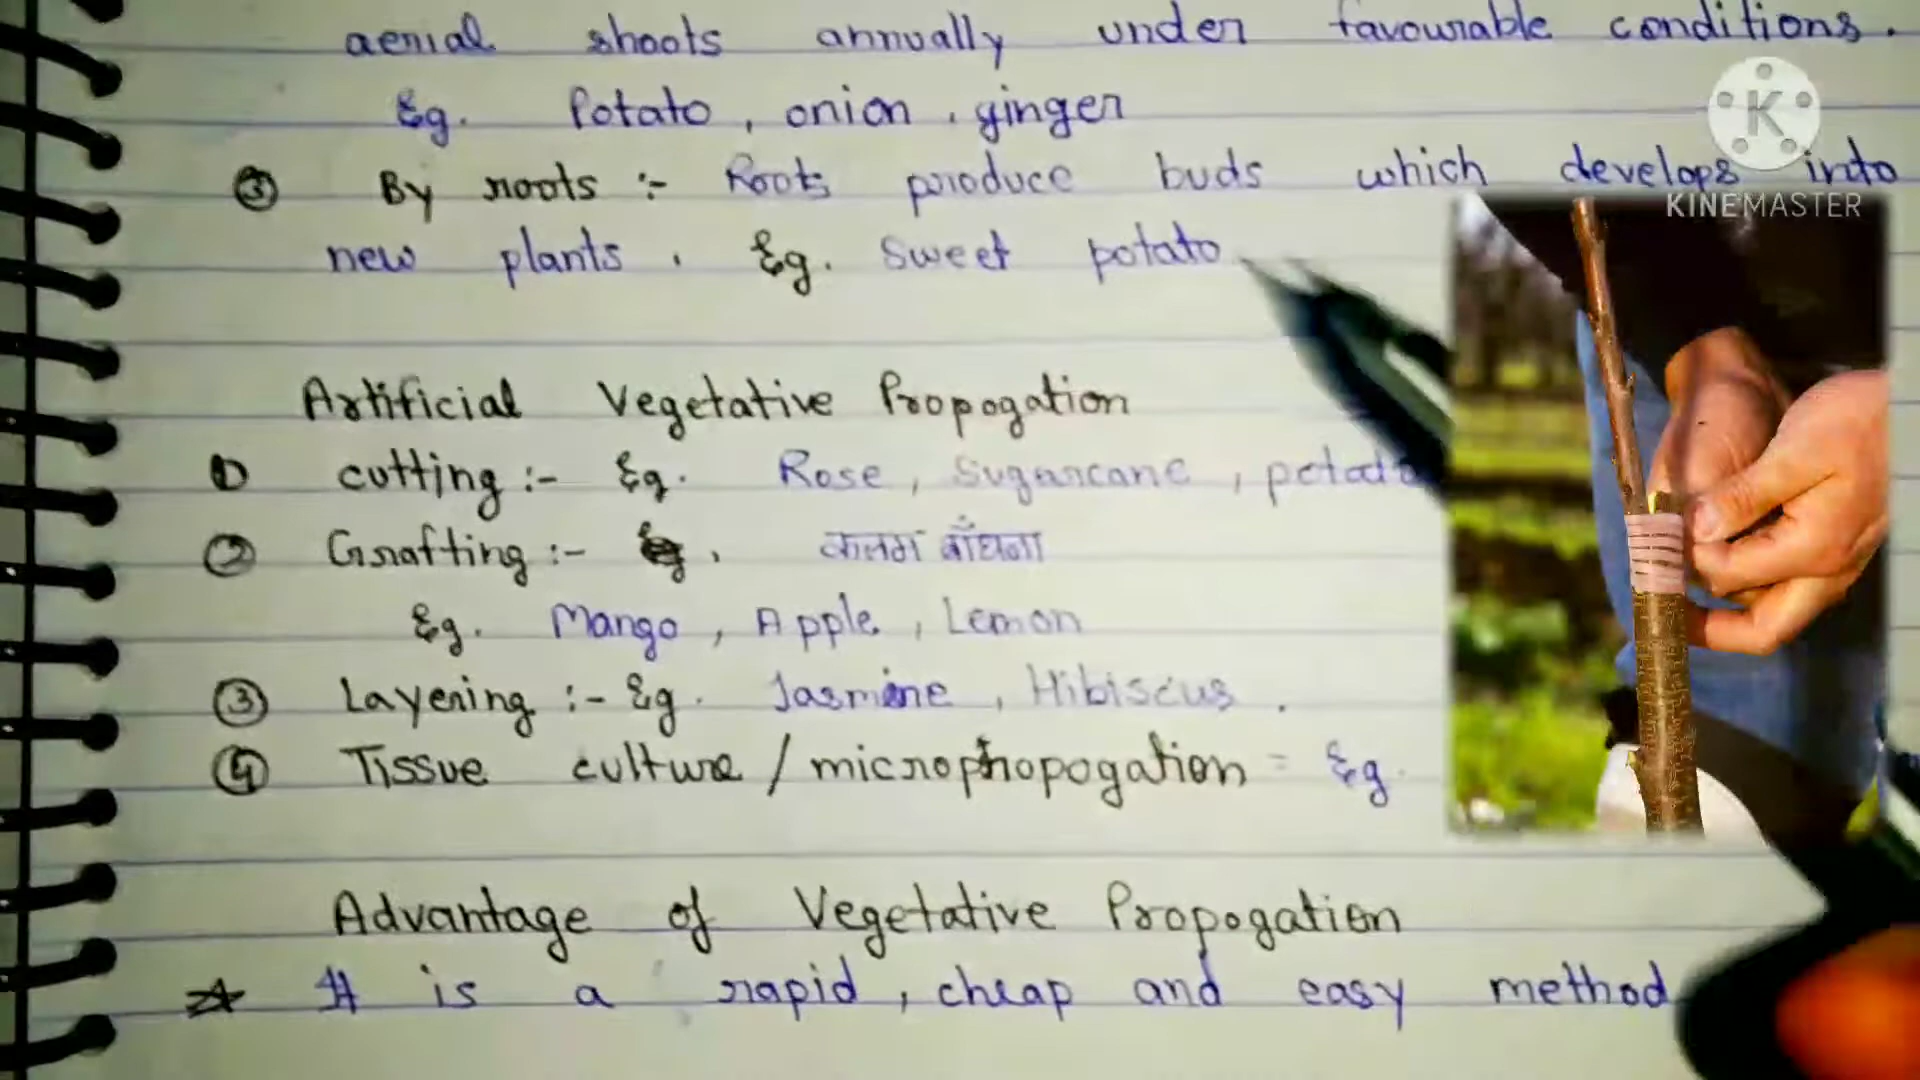 aerial shoots annually under favourable conditions.
Eg. Potato, onion, ginger
K
③ By roots :- Roots produce buds which develops into
KINEMASTER
new plants. Eg. Sweet potato
Artificial Vegetative Propogation
① cutting :- Eg. Rose, Sugarcane, potato
② Grafting :- कलम बाँधना
Eg. Mango, Apple, Lemon
③ Layering :- Eg. Jasmine, Hibiscus.
④ Tissue culture / micropropogation = Eg.
Advantage of Vegetative Propogation
☆ It is a rapid, cheap and easy method